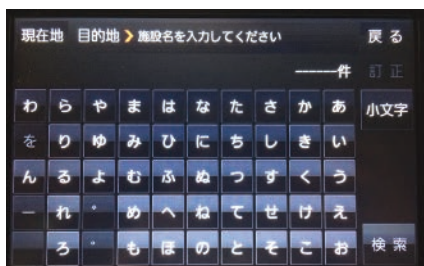 現在地 目的地 > 施設名を入力してください 戻る
------件 訂正
わ ら や ま は な た さ か あ 小文字
を り ゆ み ひ に ち し き い
ん る よ む ふ ぬ つ す く う
ー れ ゛ め へ ね て せ け え
ろ ゜ も ほ の と そ こ お 検索